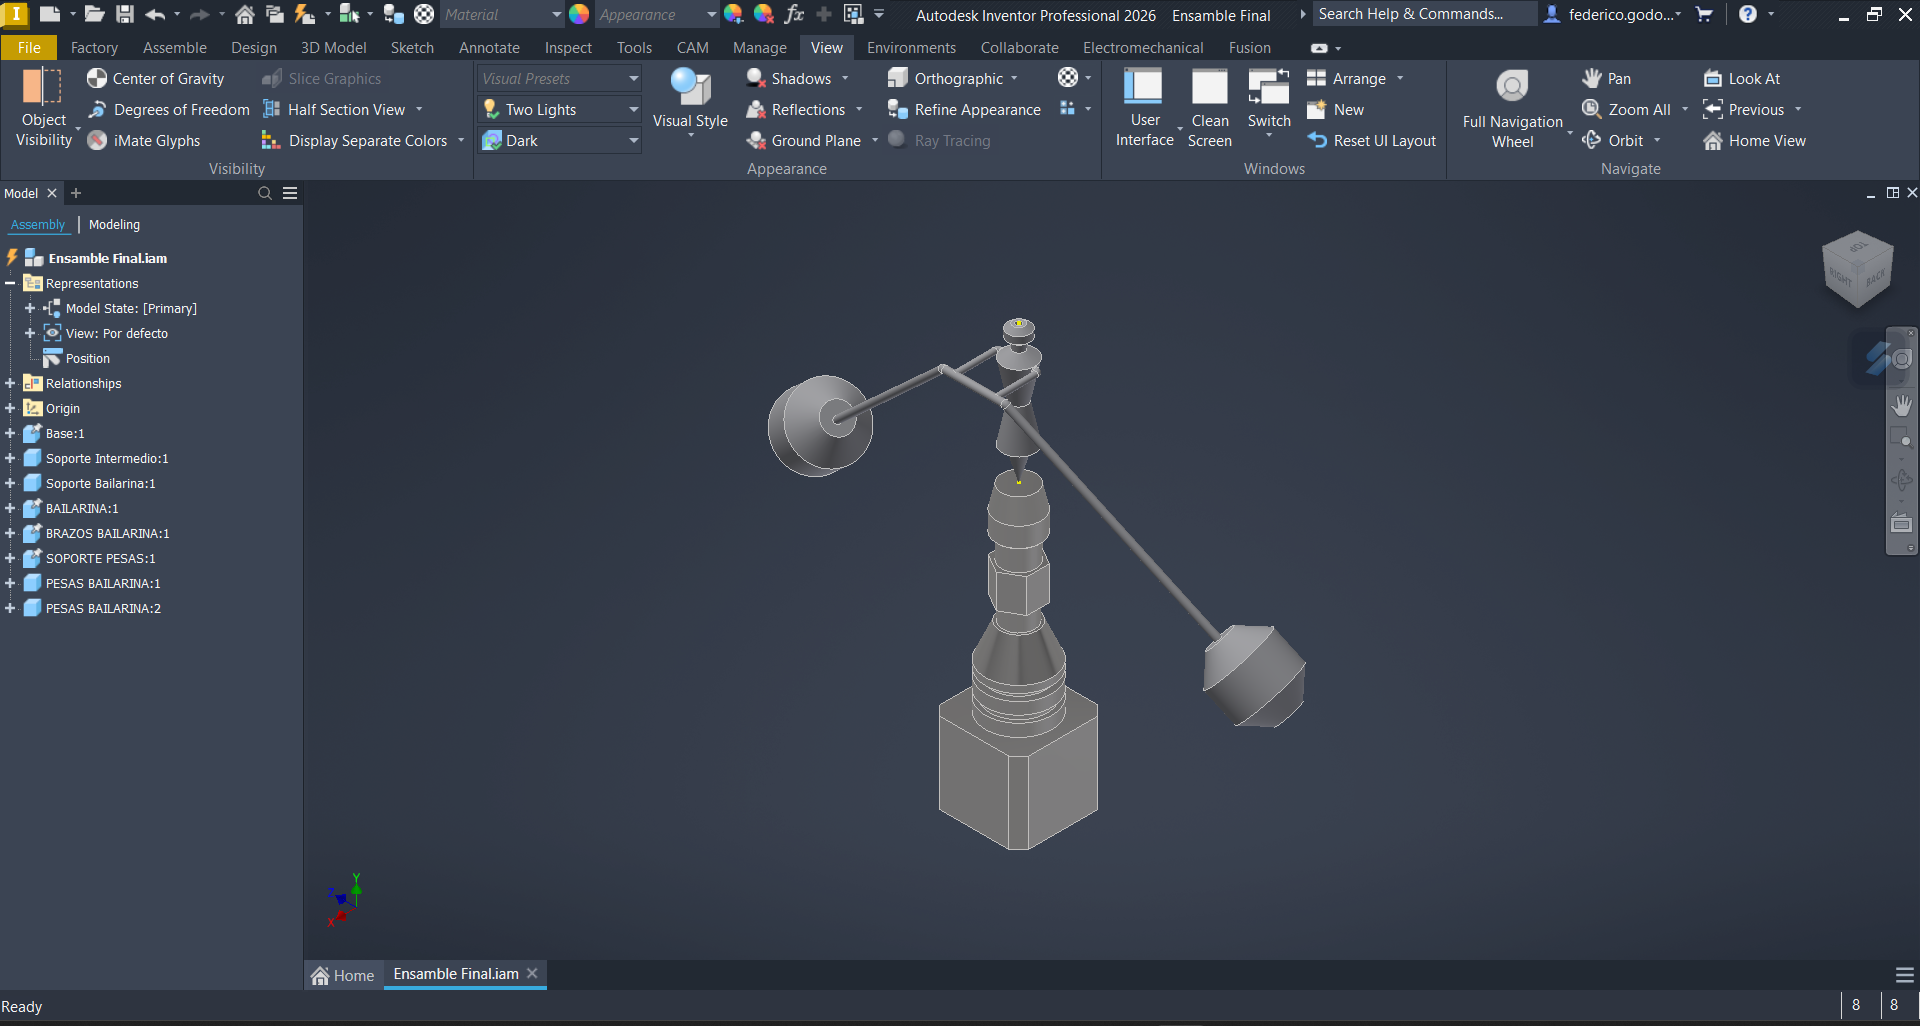 Material
Appearance
Autodesk Inventor Professional 2026 Ensamble Final
Search Help & Commands...
federico.godo...
File Factory Assemble Design 3D Model Sketch Annotate Inspect Tools CAM Manage View Environments Collaborate Electromechanical Fusion
Object Visibility
Center of Gravity
Degrees of Freedom
iMate Glyphs
Slice Graphics
Half Section View
Display Separate Colors
Visibility
Visual Presets
Two Lights
Dark
Visual Style
Shadows
Reflections
Ground Plane
Orthographic
Refine Appearance
Ray Tracing
Appearance
User Interface
Clean Screen
Switch
Arrange
New
Reset UI Layout
Windows
Full Navigation Wheel
Pan
Zoom All
Orbit
Look At
Previous
Home View
Navigate
Model
Assembly Modeling
Ensamble Final.iam
Representations
Model State: [Primary]
View: Por defecto
Position
Relationships
Origin
Base:1
Soporte Intermedio:1
Soporte Bailarina:1
BAILARINA:1
BRAZOS BAILARINA:1
SOPORTE PESAS:1
PESAS BAILARINA:1
PESAS BAILARINA:2
TOP
RIGHT
BACK
Y
Z
X
Home
Ensamble Final.iam
Ready
8 8